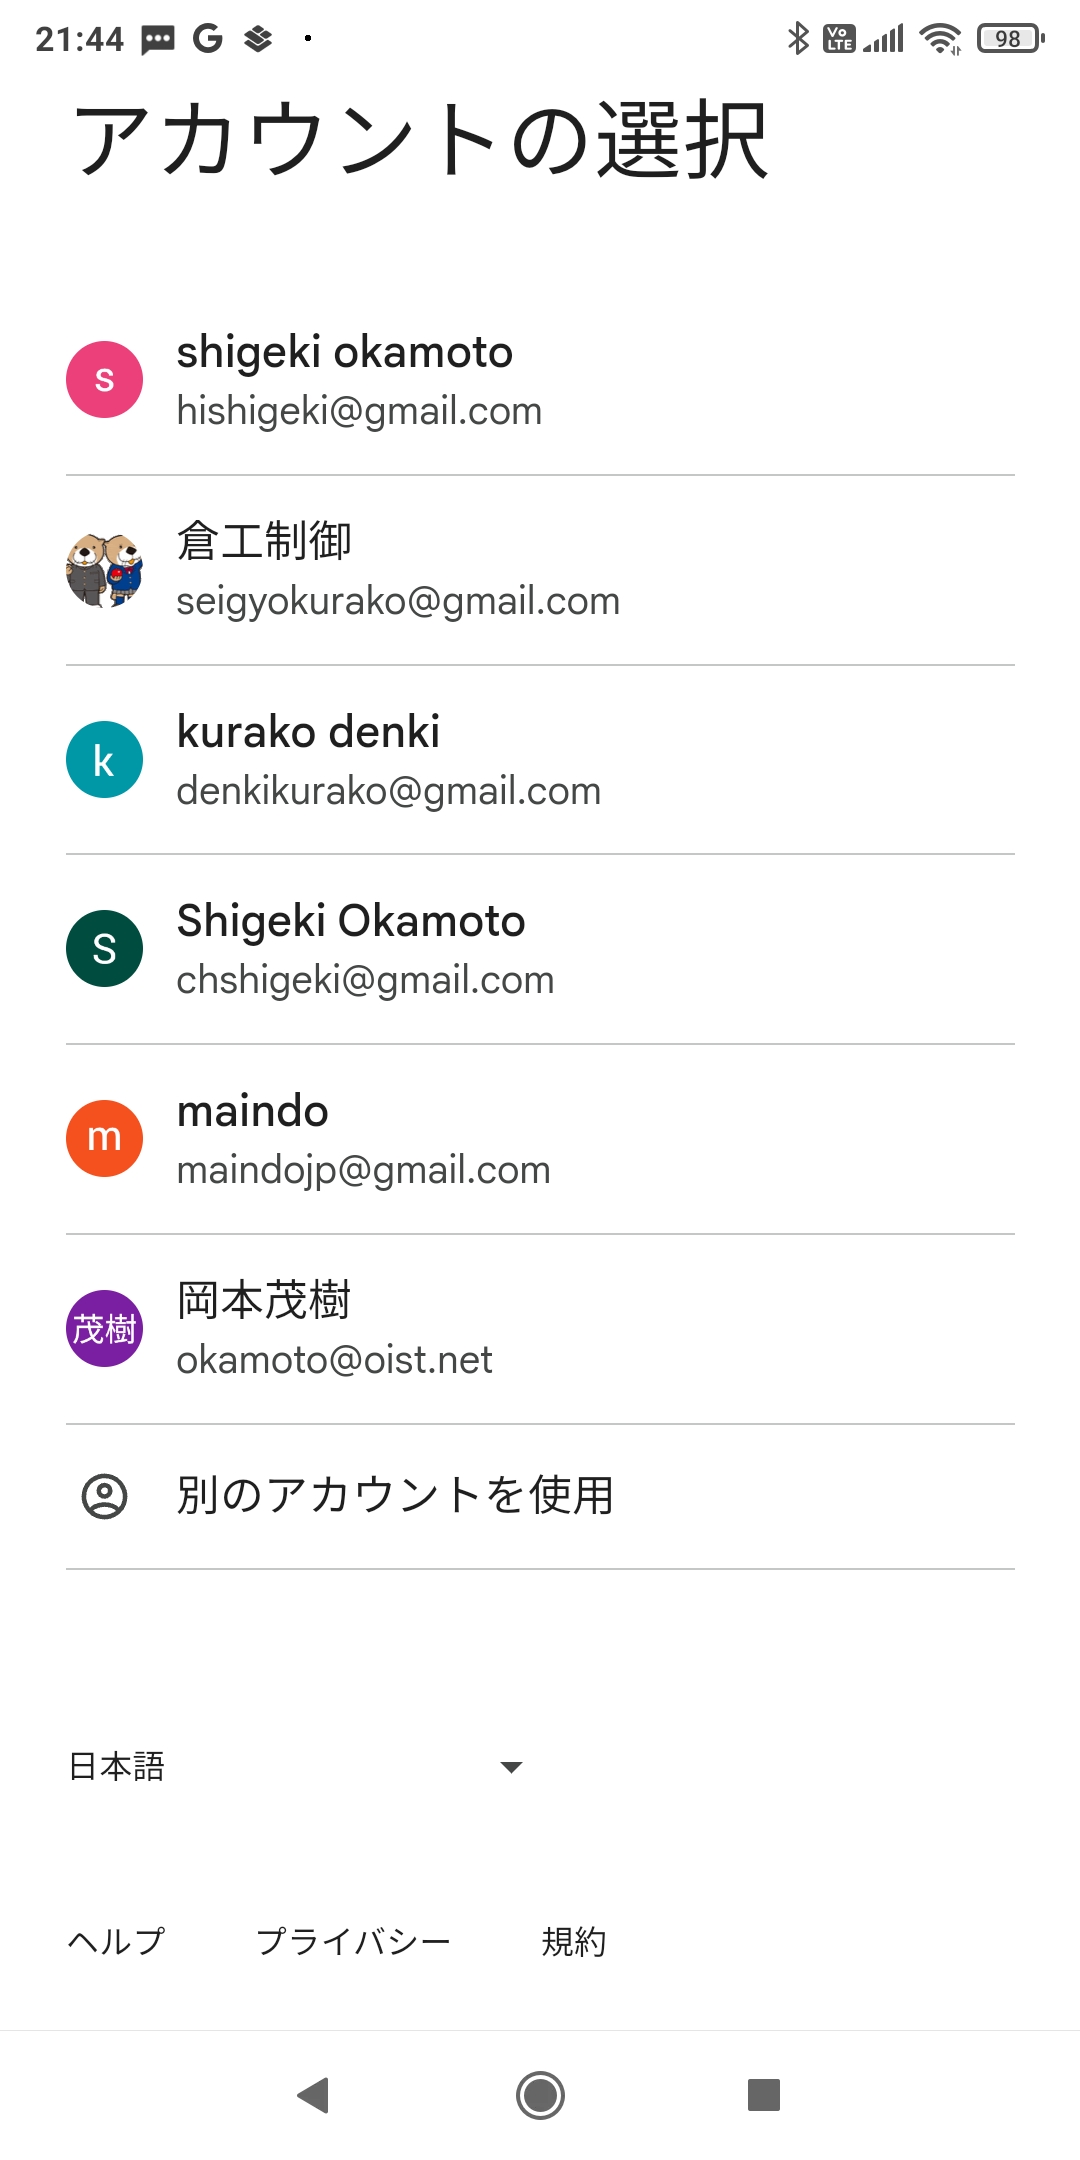 21:44
Vo LTE
98
アカウントの選択
s
shigeki okamoto
hishigeki@gmail.com
倉工制御
seigyokurako@gmail.com
k
kurako denki
denkikurako@gmail.com
S
Shigeki Okamoto
chshigeki@gmail.com
m
maindo
maindojp@gmail.com
茂樹
岡本茂樹
okamoto@oist.net
別のアカウントを使用
日本語
ヘルプ プライバシー 規約